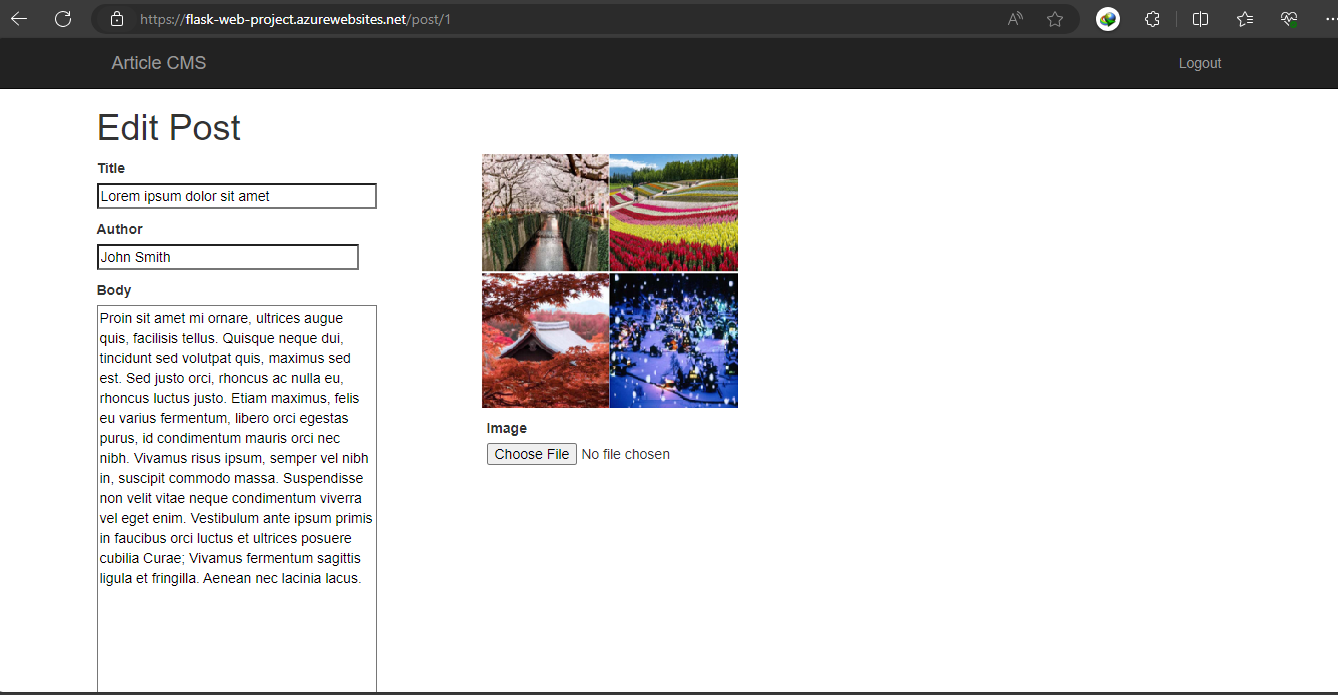 https://flask-web-project.azurewebsites.net/post/1
Article CMS
Logout
Edit Post
Title
Lorem ipsum dolor sit amet
Author
John Smith
Body
Proin sit amet mi ornare, ultrices augue
quis, facilisis tellus. Quisque neque dui,
tincidunt sed volutpat quis, maximus sed
est. Sed justo orci, rhoncus ac nulla eu,
rhoncus luctus justo. Etiam maximus, felis
eu varius fermentum, libero orci egestas
purus, id condimentum mauris orci nec
nibh. Vivamus risus ipsum, semper vel nibh
in, suscipit commodo massa. Suspendisse
non velit vitae neque condimentum viverra
vel eget enim. Vestibulum ante ipsum primis
in faucibus orci luctus et ultrices posuere
cubilia Curae; Vivamus fermentum sagittis
ligula et fringilla. Aenean nec lacinia lacus.
Image
Choose File No file chosen